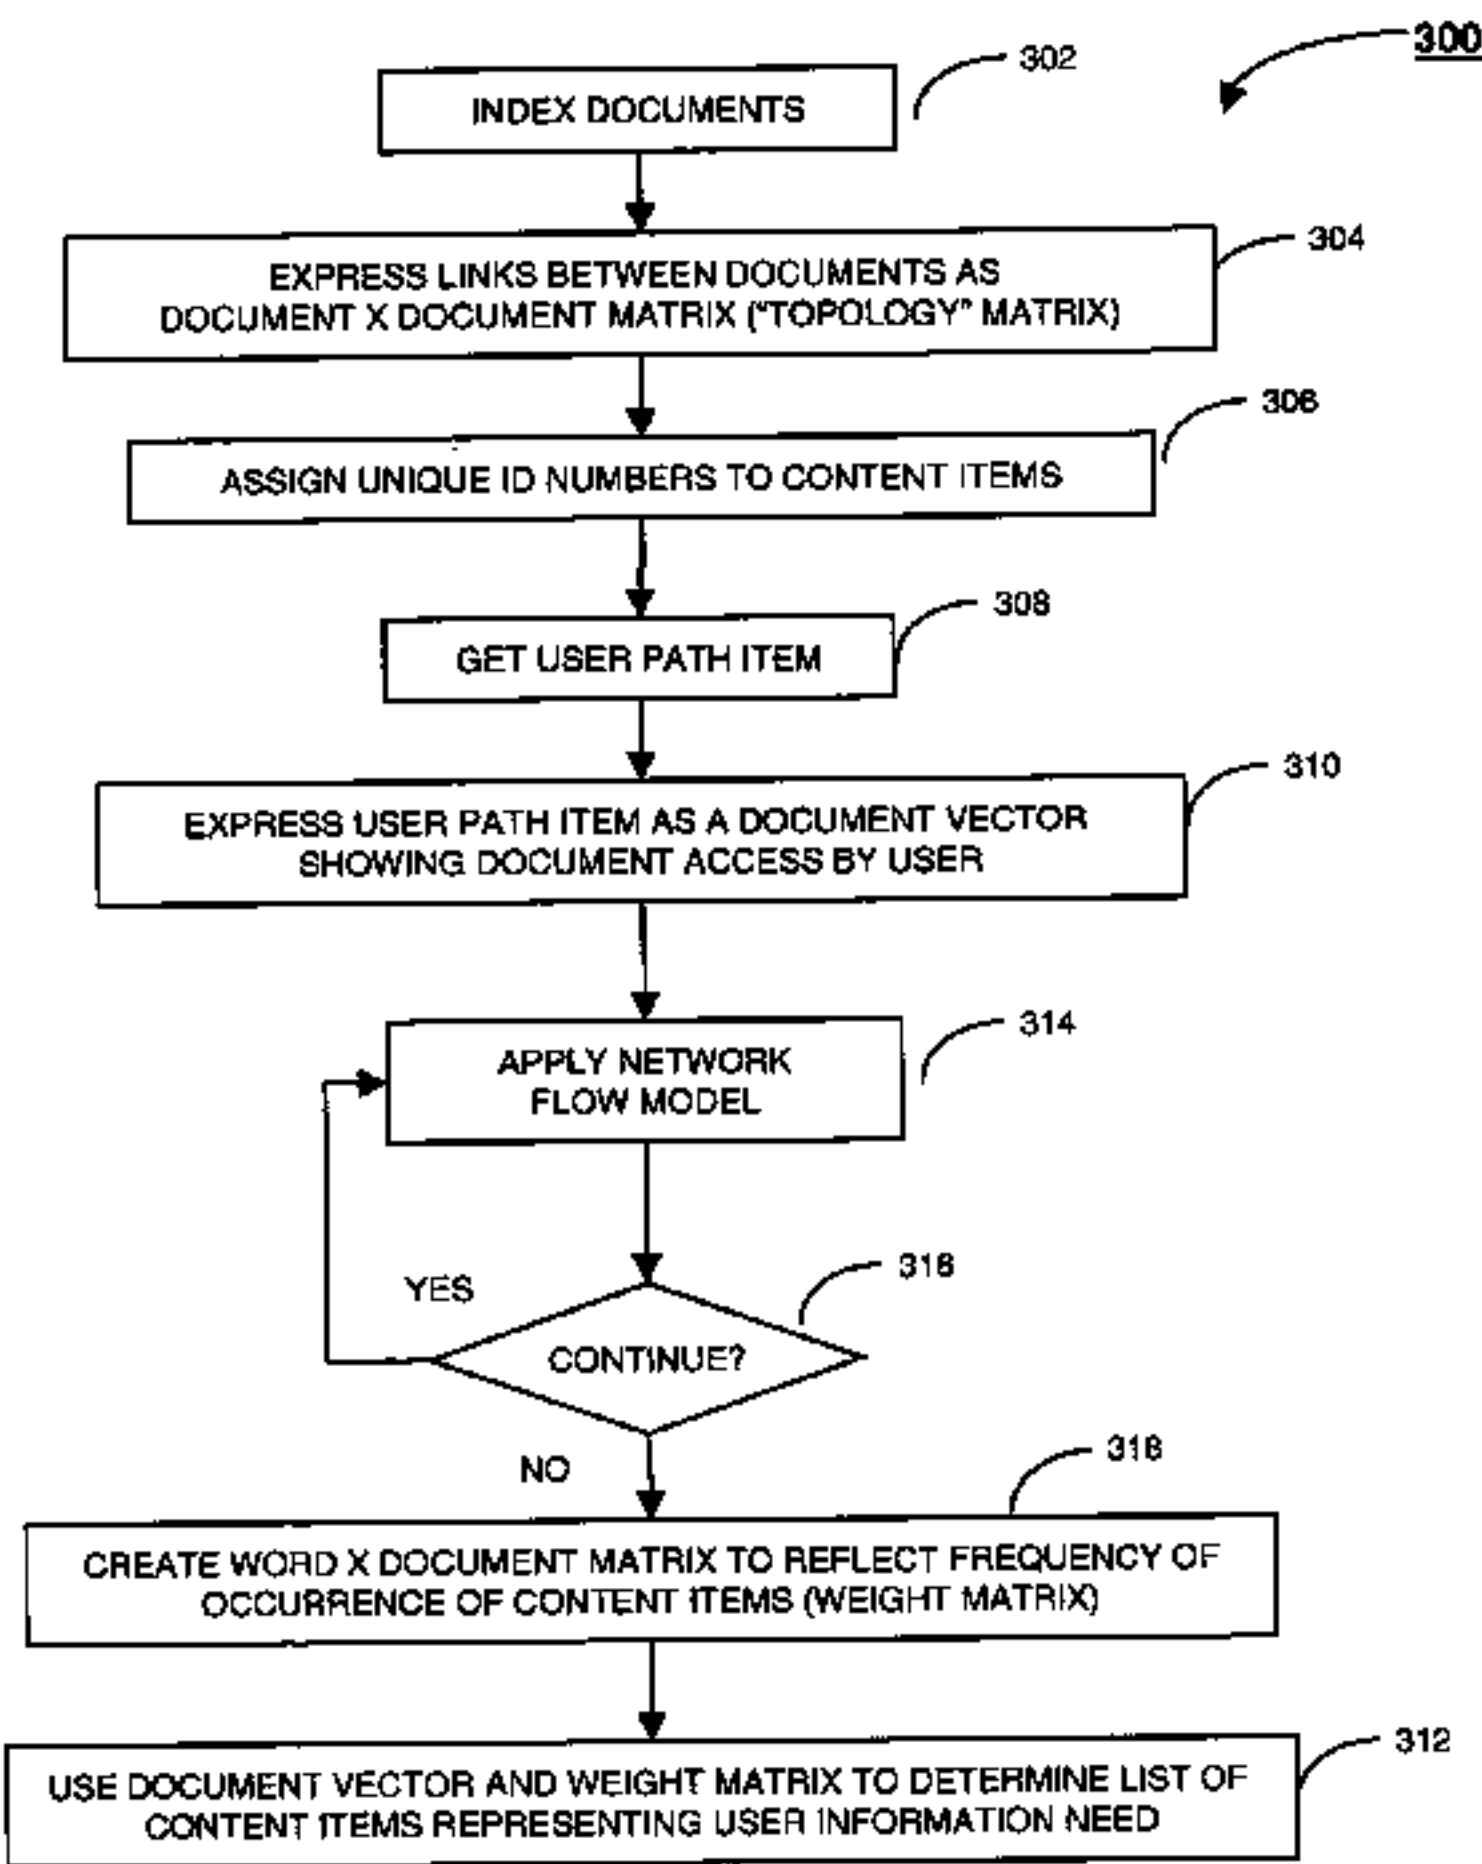 300
302
INDEX DOCUMENTS
304
EXPRESS LINKS BETWEEN DOCUMENTS AS
DOCUMENT X DOCUMENT MATRIX ("TOPOLOGY" MATRIX)
306
ASSIGN UNIQUE ID NUMBERS TO CONTENT ITEMS
308
GET USER PATH ITEM
310
EXPRESS USER PATH ITEM AS A DOCUMENT VECTOR
SHOWING DOCUMENT ACCESS BY USER
314
APPLY NETWORK
FLOW MODEL
316
YES
CONTINUE?
NO
318
CREATE WORD X DOCUMENT MATRIX TO REFLECT FREQUENCY OF
OCCURRENCE OF CONTENT ITEMS (WEIGHT MATRIX)
312
USE DOCUMENT VECTOR AND WEIGHT MATRIX TO DETERMINE LIST OF
CONTENT ITEMS REPRESENTING USER INFORMATION NEED